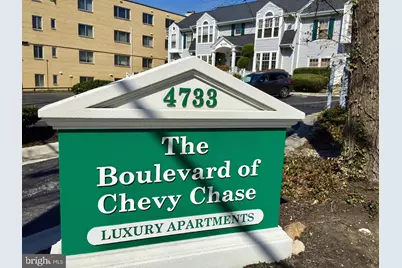 4733
The
Boulevard of
Chevy Chase
LUXURY APARTMENTS
© BRIGHT MLS